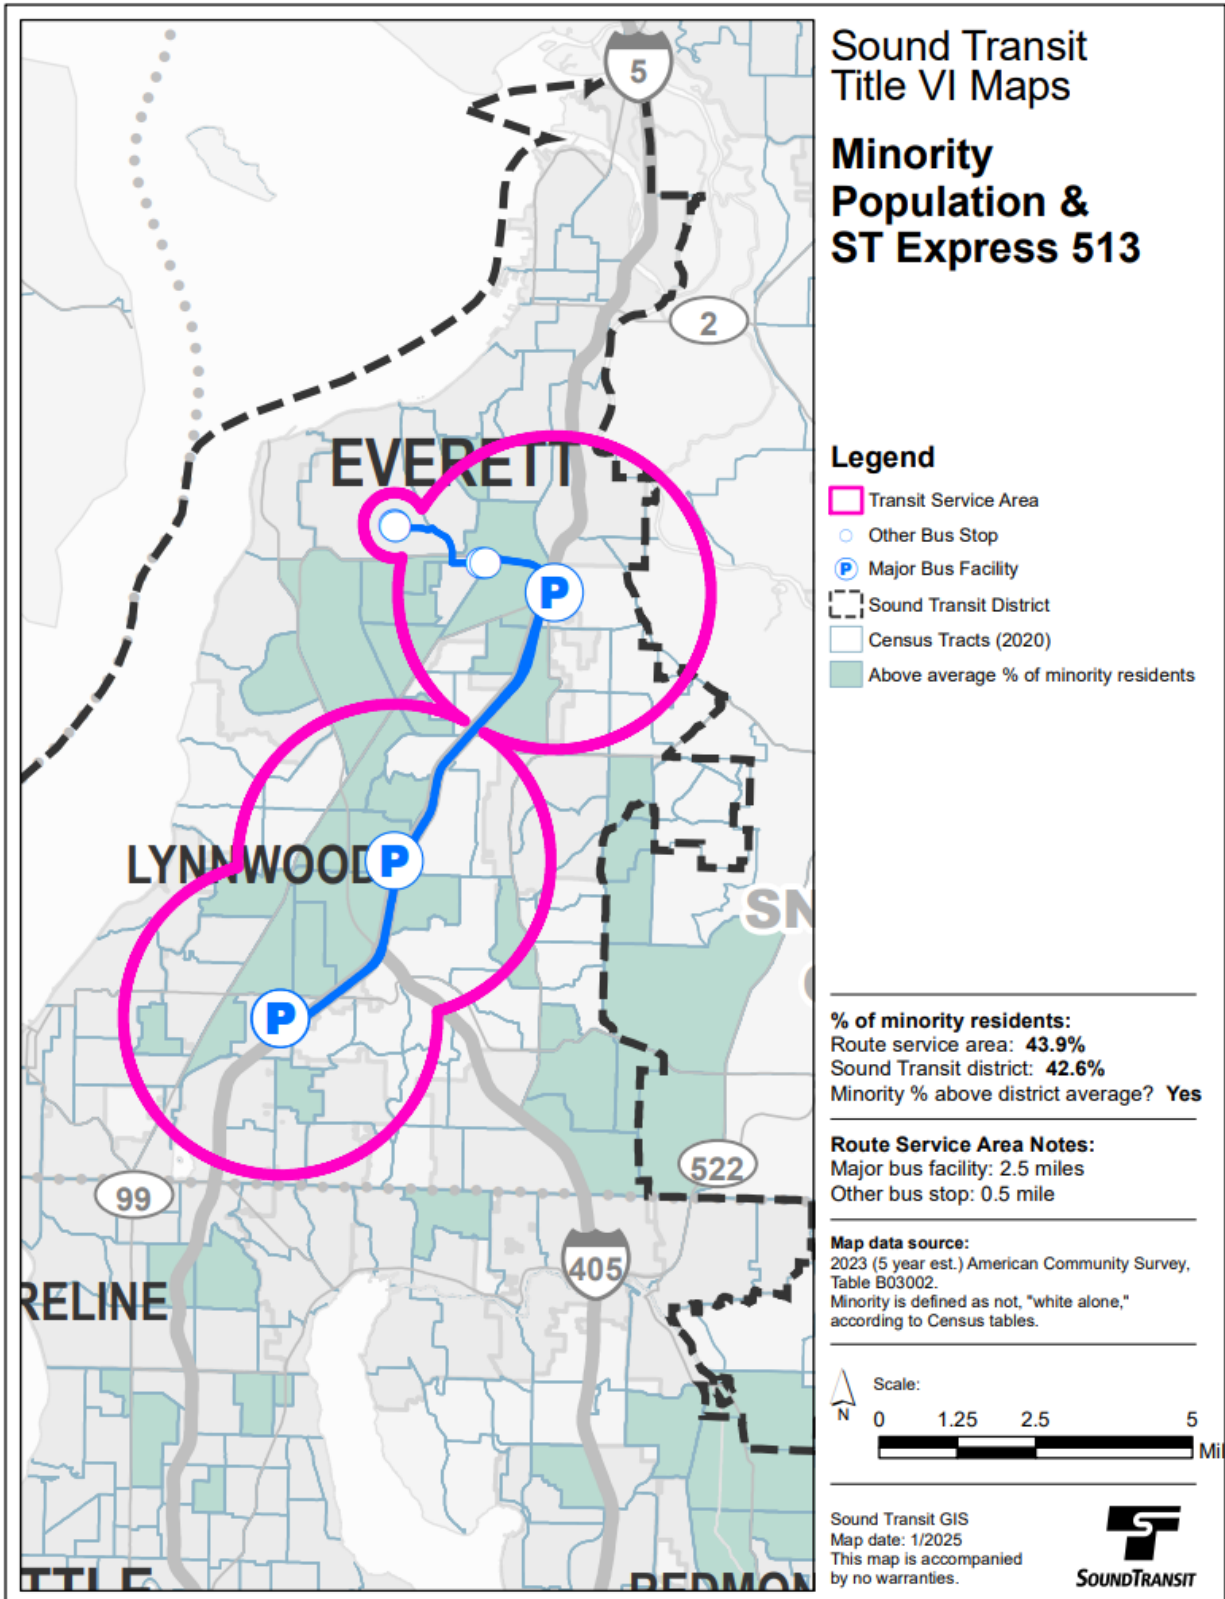 Sound Transit
Title VI Maps
Minority
Population &
ST Express 513
5
2
EVERETT
P
LYNNWOOD
P
SN
P
99
522
405
RELINE
TTLE
REDMON
Legend
Transit Service Area
Other Bus Stop
P Major Bus Facility
Sound Transit District
Census Tracts (2020)
Above average % of minority residents
% of minority residents:
Route service area: 43.9%
Sound Transit district: 42.6%
Minority % above district average? Yes
Route Service Area Notes:
Major bus facility: 2.5 miles
Other bus stop: 0.5 mile
Map data source:
2023 (5 year est.) American Community Survey,
Table B03002.
Minority is defined as not, "white alone,"
according to Census tables.
N
Scale:
0 1.25 2.5 5
Mil
Sound Transit GIS
Map date: 1/2025
This map is accompanied
by no warranties.
SOUNDTRANSIT